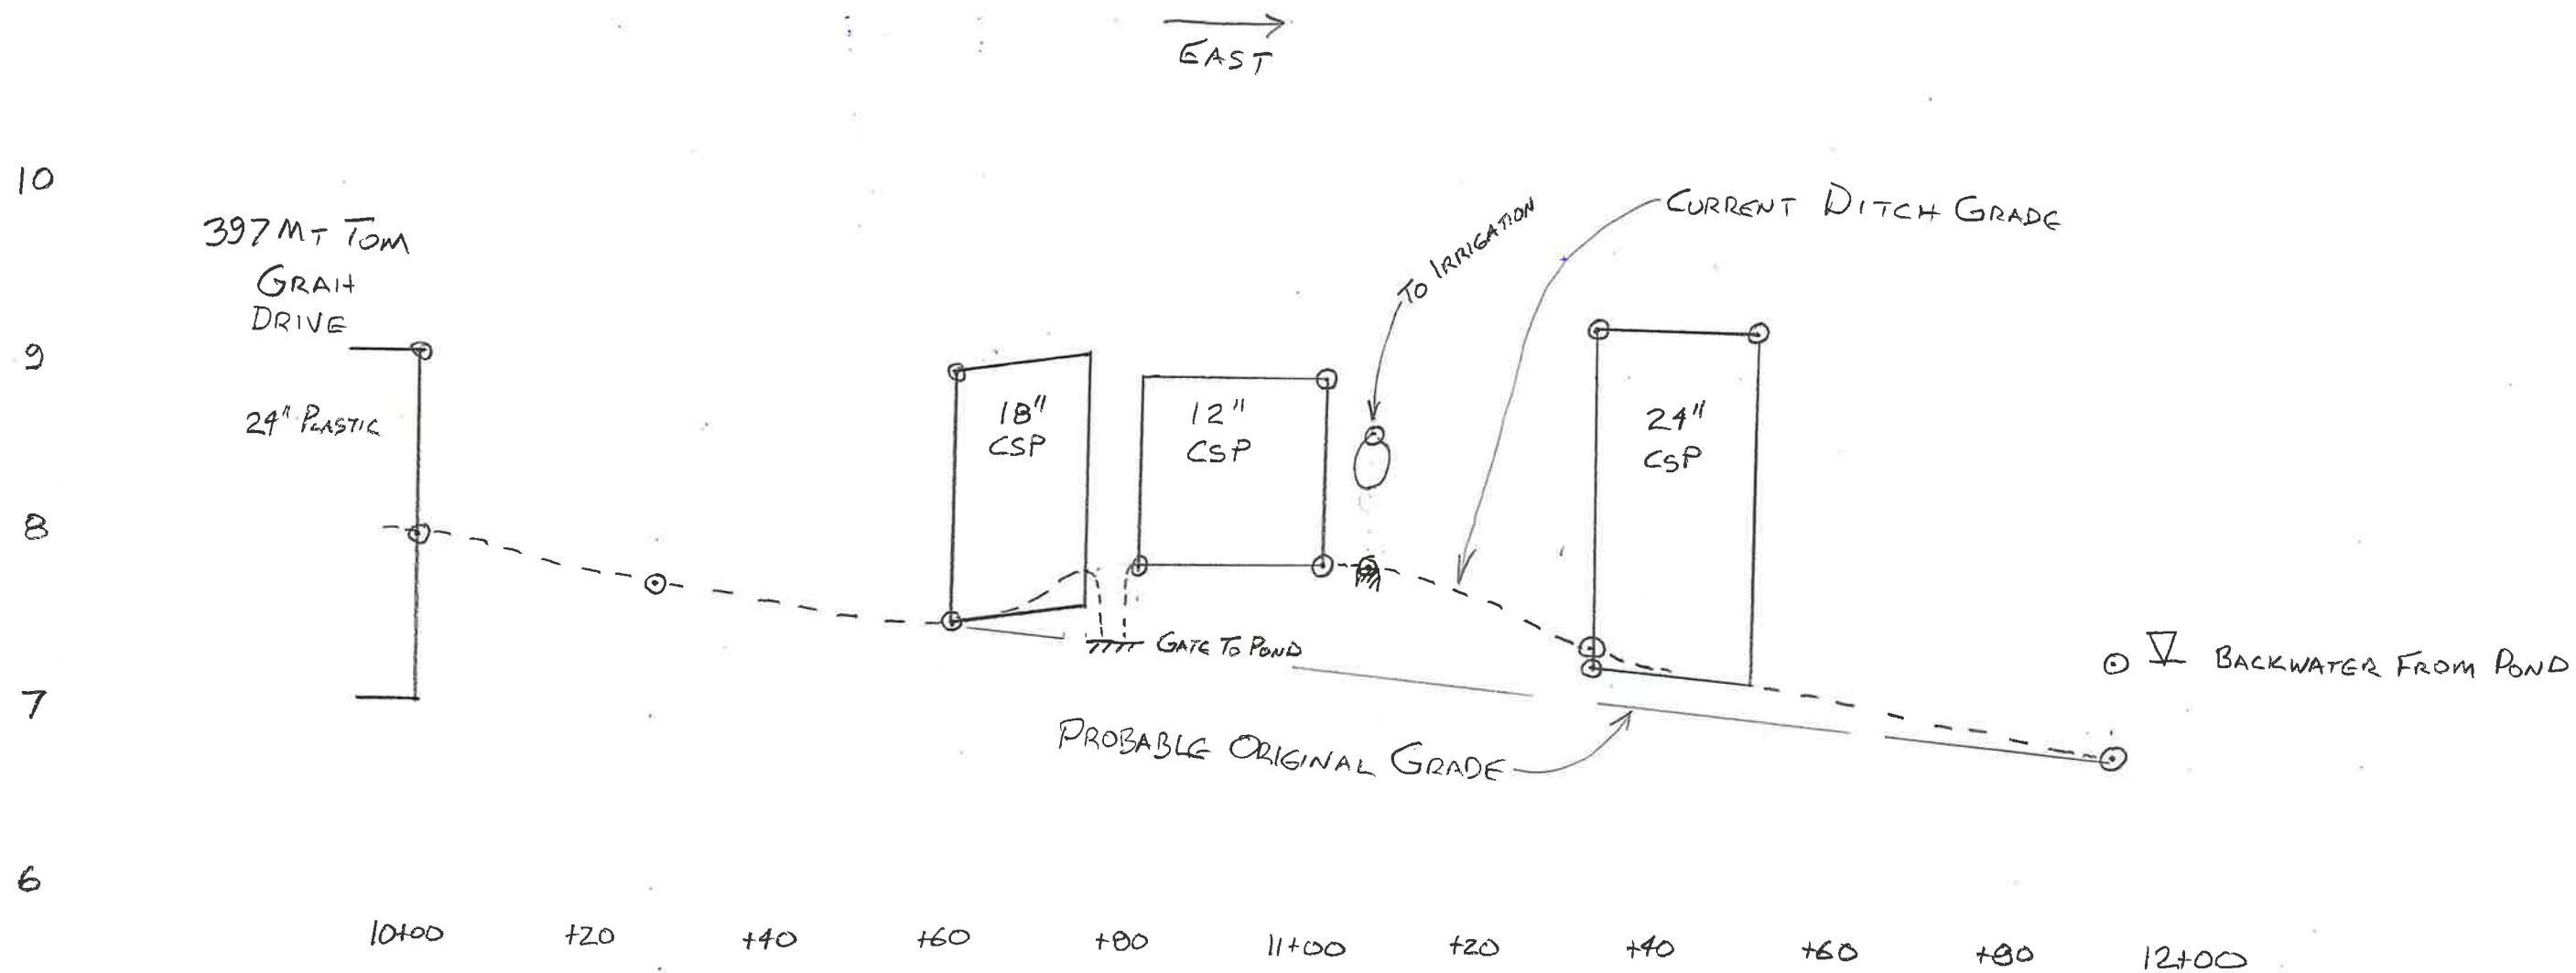 EAST
10
397 MT TOM
GRAH
DRIVE
9
24" PLASTIC
18"
CSP
12"
CSP
TO IRRIGATION
CURRENT DITCH GRADE
24"
CSP
8
GATE TO POND
BACKWATER FROM POND
7
PROBABLE ORIGINAL GRADE
6
10+00 +20 +40 +60 +80 11+00 +20 +40 +60 +80 12+00